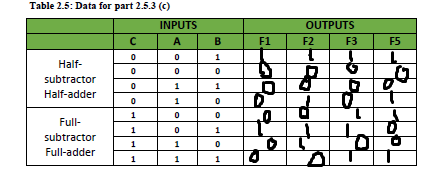 Table 2.5: Data for part 2.5.3 (c)
INPUTS OUTPUTS
C A B F1 F2 F3 F5
Half-
subtractor
Half-adder
0 0 1 1 1 1 1
0 0 0 0 0 0 0
0 1 1 0 0 0 0
0 1 0 0 1 0 1
Full-
subtractor
Full-adder
1 0 0 0 0 1 1
1 0 1 1 1 1 0
1 1 0 0 1 0 0
1 1 1 0 0 1 1